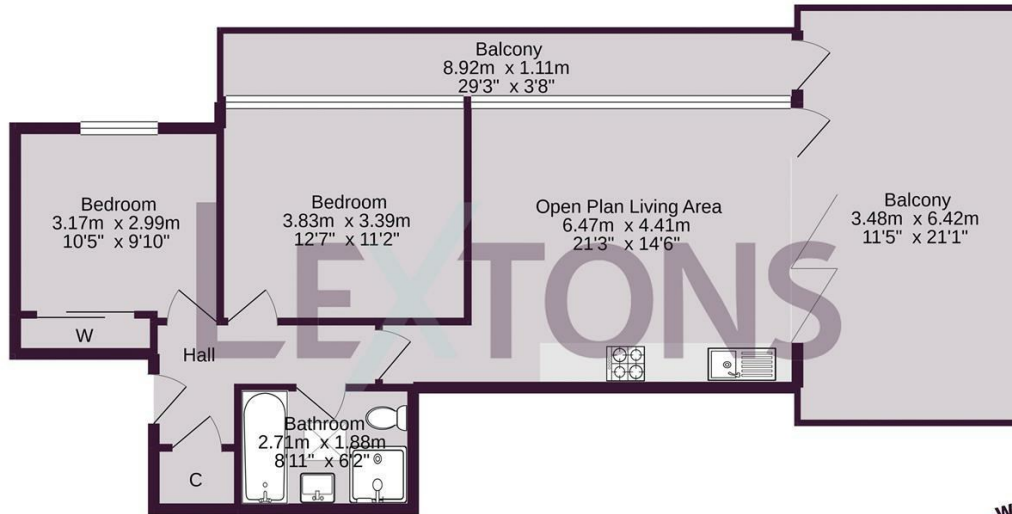 Balcony
8.92m x 1.11m
29'3" x 3'8"
Bedroom
3.17m x 2.99m
10'5" x 9'10"
Bedroom
3.83m x 3.39m
12'7" x 11'2"
Open Plan Living Area
6.47m x 4.41m
21'3" x 14'6"
Balcony
3.48m x 6.42m
11'5" x 21'1"
LEXTONS
W
Hall
Bathroom
2.71m x 1.88m
8'11" x 6'2"
C
W